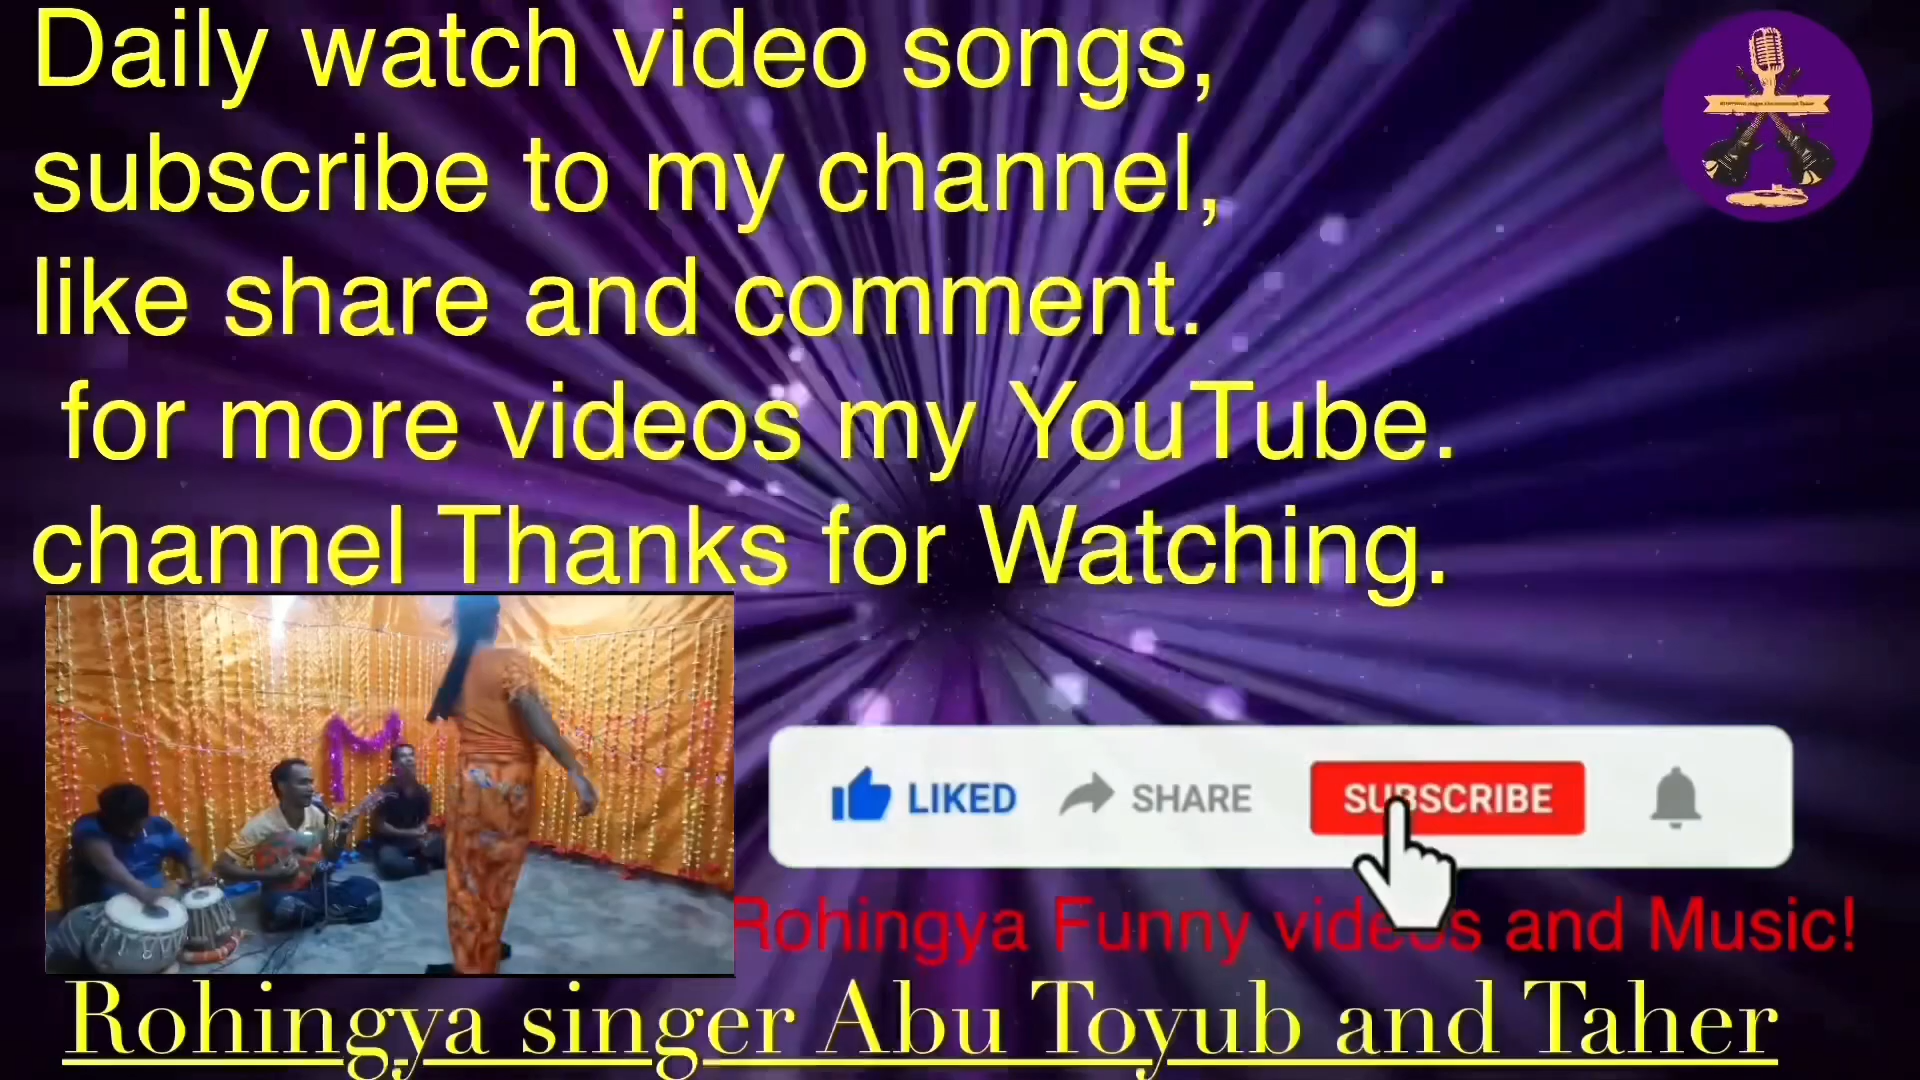 Daily watch video songs,
subscribe to my channel,
like share and comment.
for more videos my YouTube.
channel Thanks for Watching.
LIKED SHARE SUBSCRIBE
Rohingya Funny videos and Music!
Rohingya singer Abu Toyub and Taher